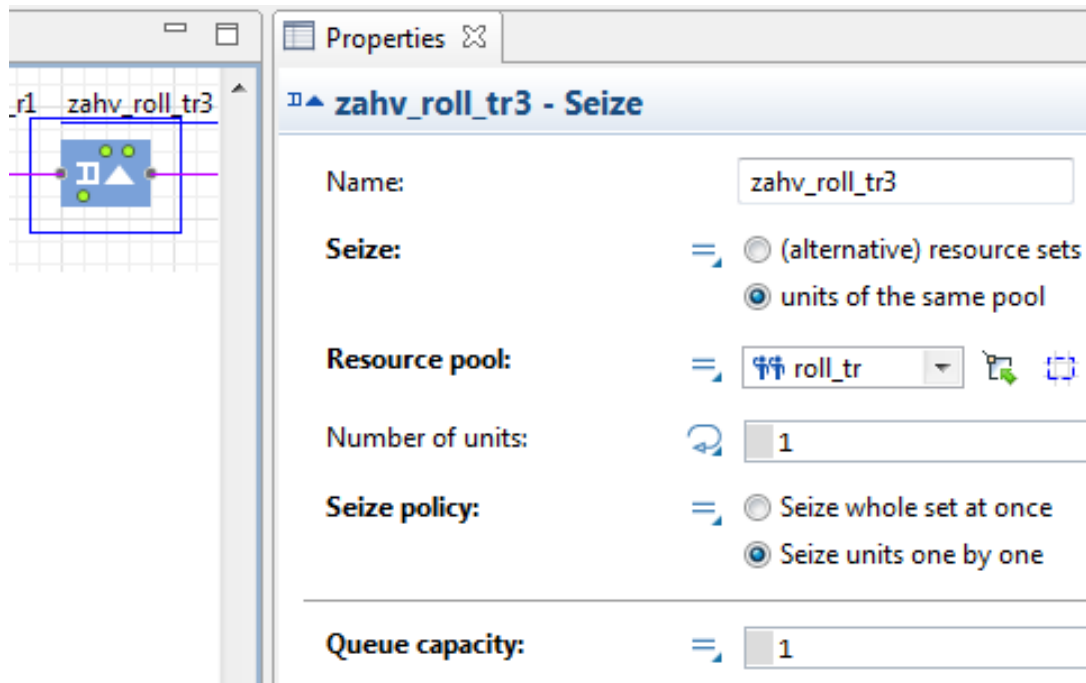 Properties
_r1 zahv_roll_tr3
zahv_roll_tr3 - Seize
Name: zahv_roll_tr3
Seize: (alternative) resource sets
units of the same pool
Resource pool: roll_tr
Number of units: 1
Seize policy: Seize whole set at once
Seize units one by one
Queue capacity: 1